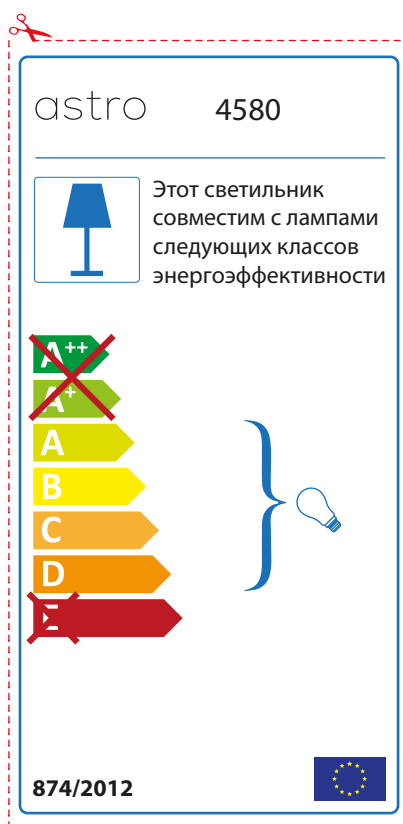 astro 4580
Этот светильник
совместим с лампами
следующих классов
энергоэффективности
A++
A+
A
B
C
D
E
874/2012